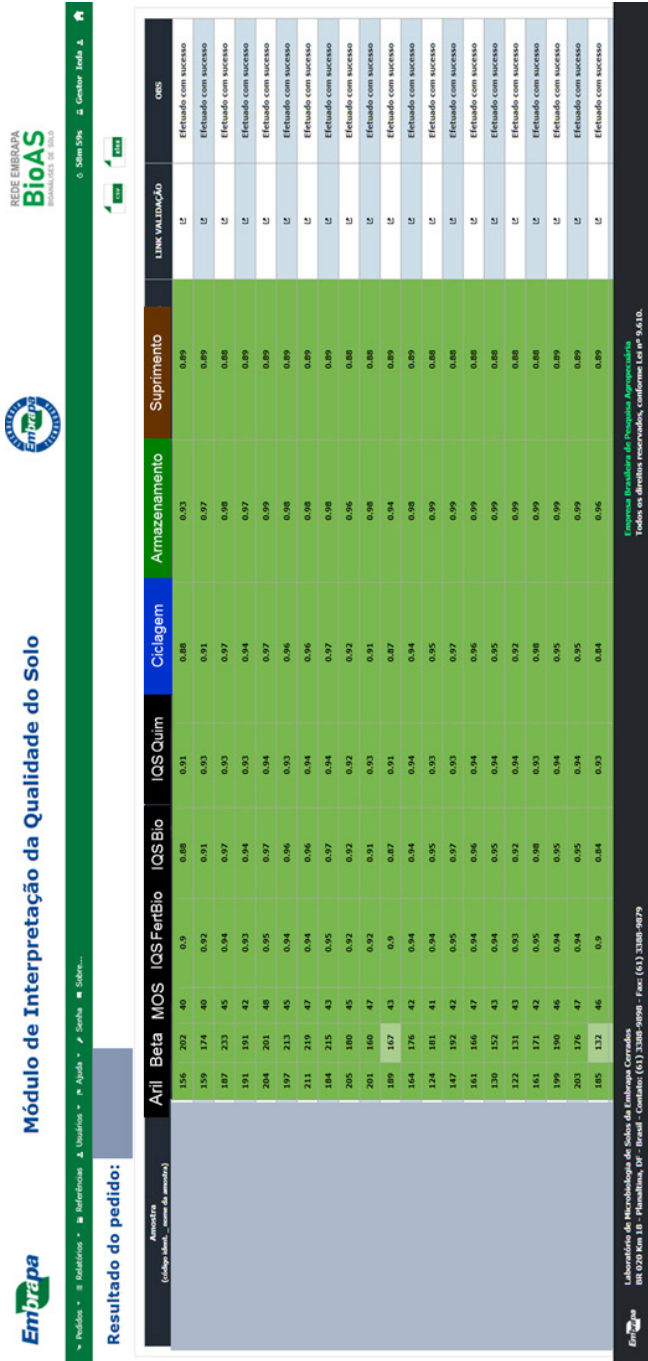 Embrapa
Módulo de Interpretação da Qualidade do Solo
Embrapa
REDE EMBRAPA
BioAS
BIOANÁLISES DE SOLO
Pedidos Relatórios Referências Usuários Ajuda Senha Sobre... 58m 59s Gestor Ieda
Resultado do pedido:
csv xlsx
Amostra
(código ident. _ nome da amostra)
Aril Beta MOS IQS FertBio IQS Bio IQS Quim Ciclagem Armazenamento Suprimento LINK VALIDAÇÃO OBS
156 202 40 0.9 0.88 0.91 0.88 0.93 0.89 Efetuado com sucesso
159 174 40 0.92 0.91 0.93 0.91 0.97 0.89 Efetuado com sucesso
187 233 45 0.94 0.97 0.93 0.97 0.98 0.88 Efetuado com sucesso
191 191 42 0.93 0.94 0.93 0.94 0.97 0.89 Efetuado com sucesso
204 201 48 0.95 0.97 0.94 0.97 0.99 0.89 Efetuado com sucesso
197 213 45 0.94 0.96 0.93 0.96 0.98 0.89 Efetuado com sucesso
211 219 47 0.94 0.96 0.94 0.96 0.98 0.89 Efetuado com sucesso
184 215 43 0.95 0.97 0.94 0.97 0.98 0.89 Efetuado com sucesso
205 180 45 0.92 0.92 0.92 0.92 0.96 0.88 Efetuado com sucesso
201 160 47 0.92 0.91 0.93 0.91 0.98 0.88 Efetuado com sucesso
189 167 43 0.9 0.87 0.91 0.87 0.94 0.89 Efetuado com sucesso
164 176 42 0.94 0.94 0.94 0.94 0.98 0.89 Efetuado com sucesso
124 181 41 0.94 0.95 0.93 0.95 0.99 0.88 Efetuado com sucesso
147 192 42 0.95 0.97 0.93 0.97 0.99 0.88 Efetuado com sucesso
161 166 47 0.94 0.96 0.94 0.96 0.99 0.88 Efetuado com sucesso
130 152 43 0.94 0.95 0.94 0.95 0.99 0.88 Efetuado com sucesso
122 131 43 0.93 0.92 0.94 0.92 0.99 0.88 Efetuado com sucesso
161 171 42 0.95 0.98 0.93 0.98 0.99 0.88 Efetuado com sucesso
199 190 46 0.94 0.95 0.94 0.95 0.99 0.89 Efetuado com sucesso
203 176 47 0.94 0.95 0.94 0.95 0.99 0.89 Efetuado com sucesso
185 132 46 0.9 0.84 0.93 0.84 0.96 0.89 Efetuado com sucesso
Embrapa
Laboratório de Microbiologia de Solos da Embrapa Cerrados
BR 020 Km 18 - Planaltina, DF - Brasil - Contato: (61) 3388-9898 - Fax: (61) 3388-9879
Empresa Brasileira de Pesquisa Agropecuária
Todos os direitos reservados, conforme Lei nº 9.610.